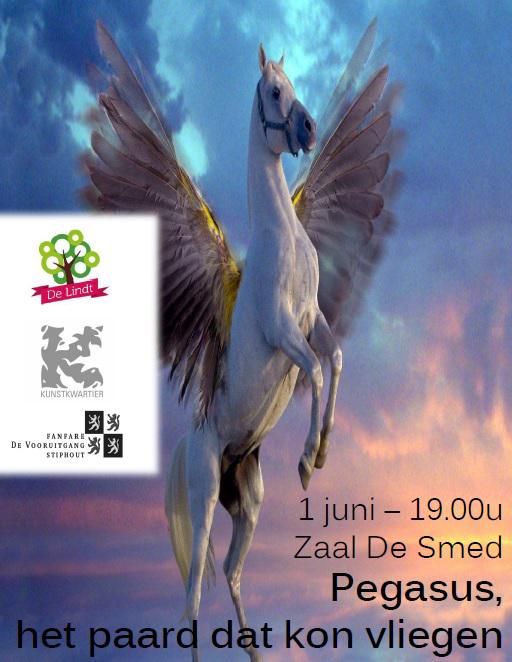 De Lindt
KUNSTKWARTIER
FANFARE
DE VOORUITGANG
STIPHOUT
1 juni – 19.00u
Zaal De Smed
Pegasus,
het paard dat kon vliegen